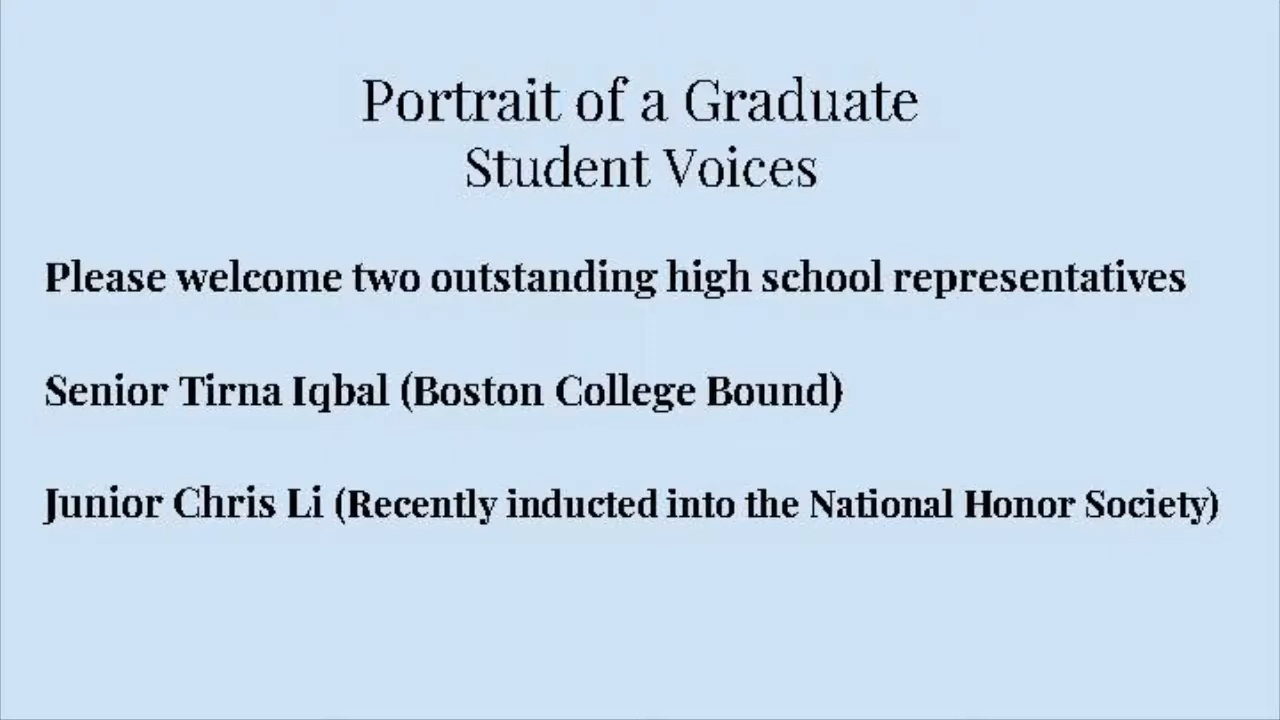 Portrait of a Graduate
Student Voices
Please welcome two outstanding high school representatives
Senior Tirna Iqbal (Boston College Bound)
Junior Chris Li (Recently inducted into the National Honor Society)